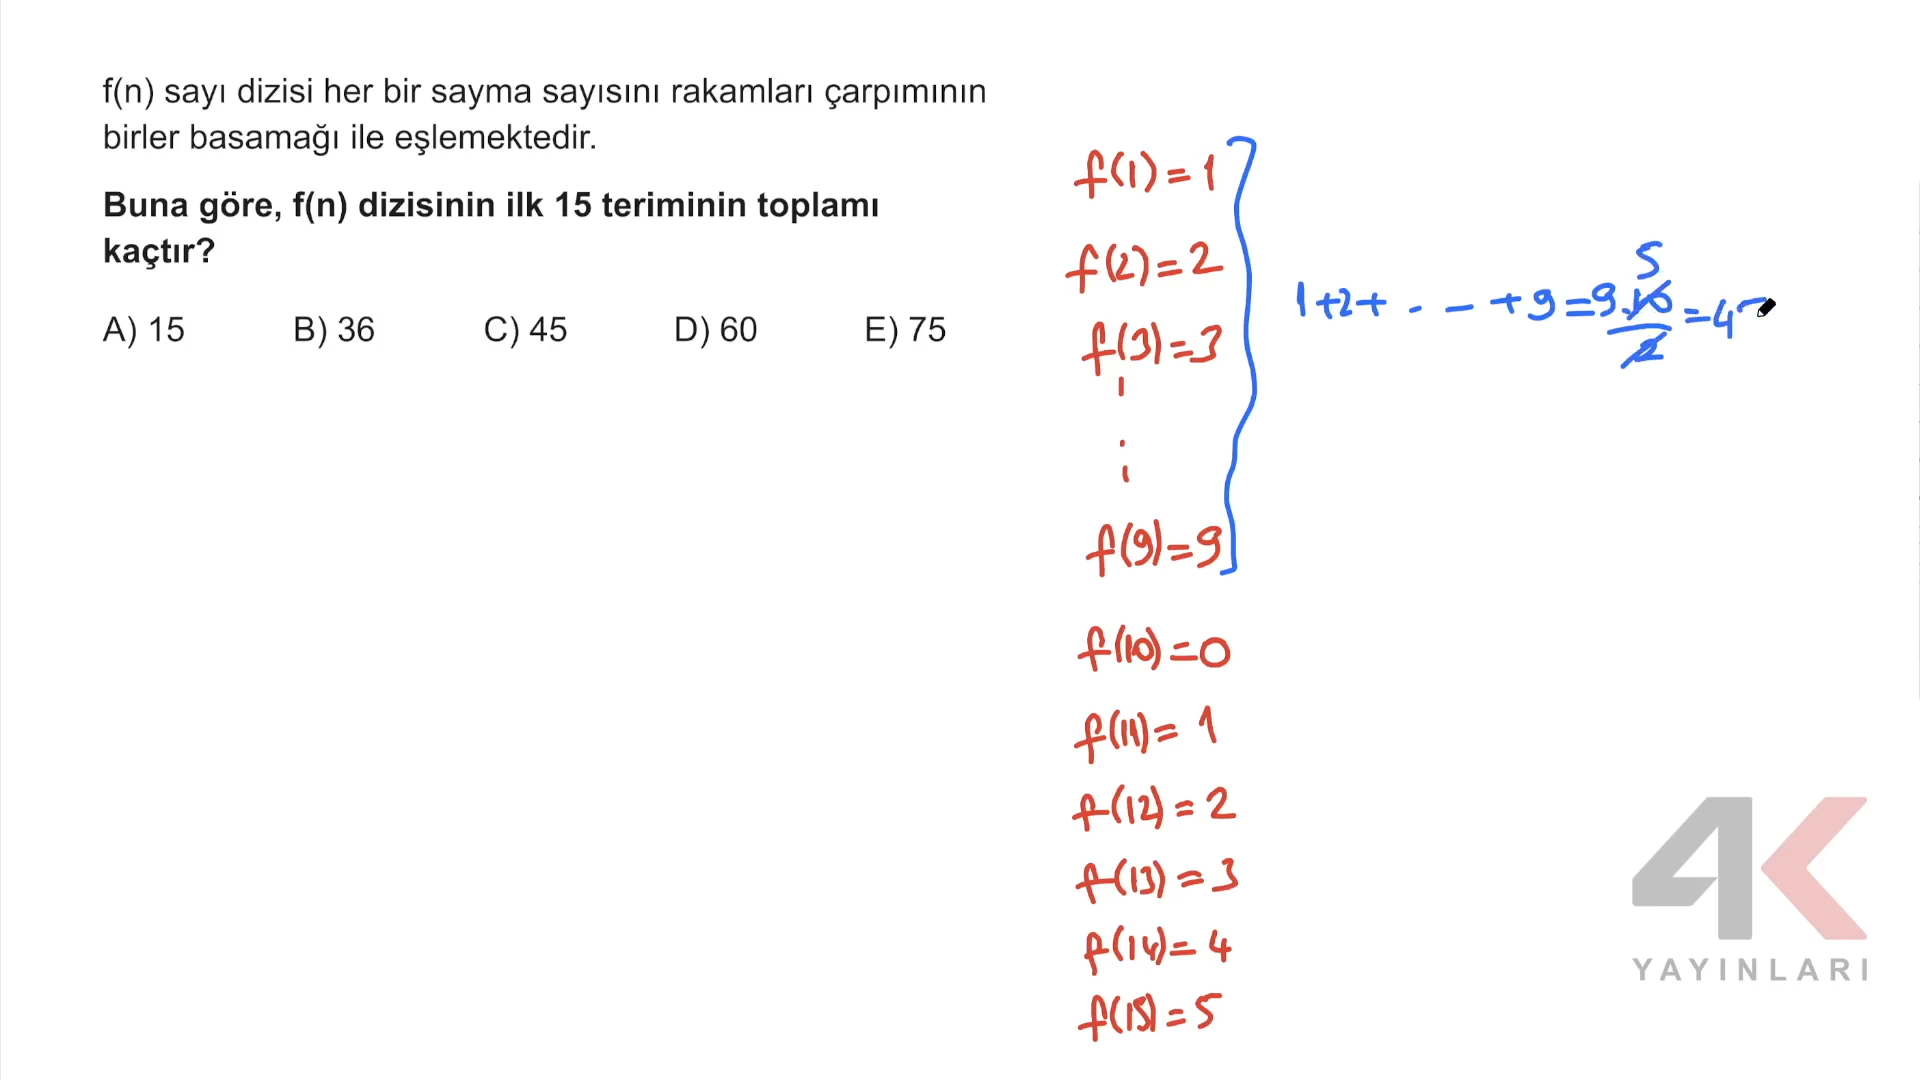 f(n) sayı dizisi her bir sayma sayısını rakamları çarpımının
birler basamağı ile eşlemektedir.
Buna göre, f(n) dizisinin ilk 15 teriminin toplamı
kaçtır?
A) 15 B) 36 C) 45 D) 60 E) 75
f(1) = 1
f(2) = 2
f(3) = 3
f(9) = 9
f(10) = 0
f(11) = 1
f(12) = 2
f(13) = 3
f(14) = 4
f(15) = 5
5
1+2+ . - - +9 = 9.10 = 4
2
4K
YAYINLARI